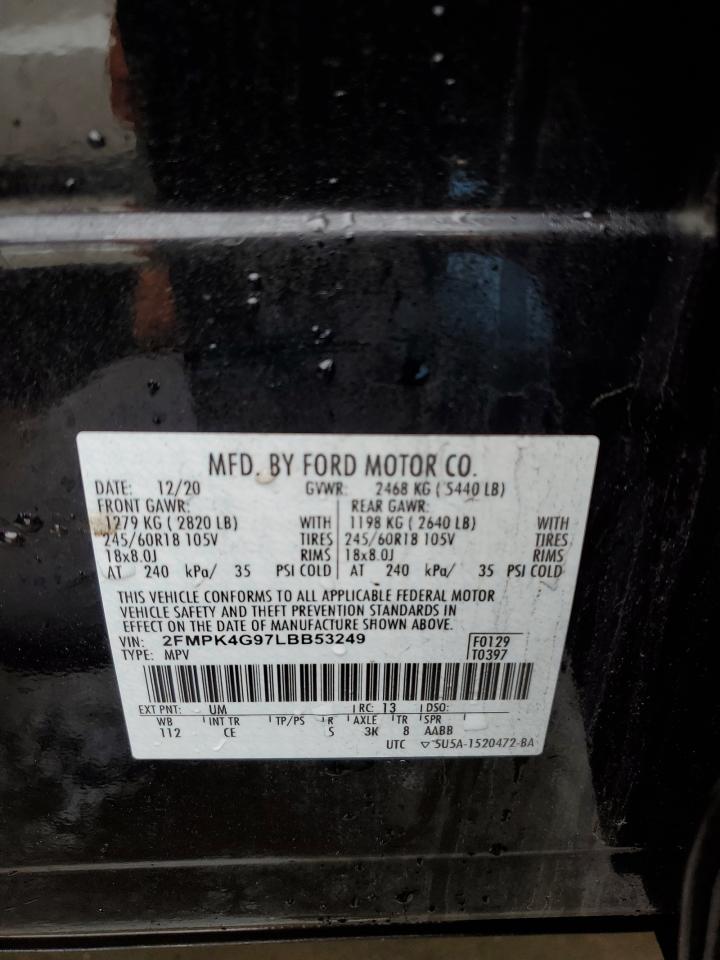 MFD. BY FORD MOTOR CO.
DATE: 12/20 GVWR: 2468 KG ( 5440 LB)
FRONT GAWR: REAR GAWR:
1279 KG ( 2820 LB) WITH 1198 KG ( 2640 LB) WITH
245/60R18 105V TIRES 245/60R18 105V TIRES
18x8.0J RIMS 18x8.0J RIMS
AT 240 kPa/ 35 PSI COLD AT 240 kPa/ 35 PSI COLD
THIS VEHICLE CONFORMS TO ALL APPLICABLE FEDERAL MOTOR
VEHICLE SAFETY AND THEFT PREVENTION STANDARDS IN
EFFECT ON THE DATE OF MANUFACTURE SHOWN ABOVE.
VIN: 2FMPK4G97LBB53249 F0129
TYPE: MPV T0397
EXT PNT: UM RC: 13 DSO:
WB INT TR TP/PS R AXLE TR SPR
112 CE S 3K 8 AABB
UTC ▽ 5U5A-1520472-BA